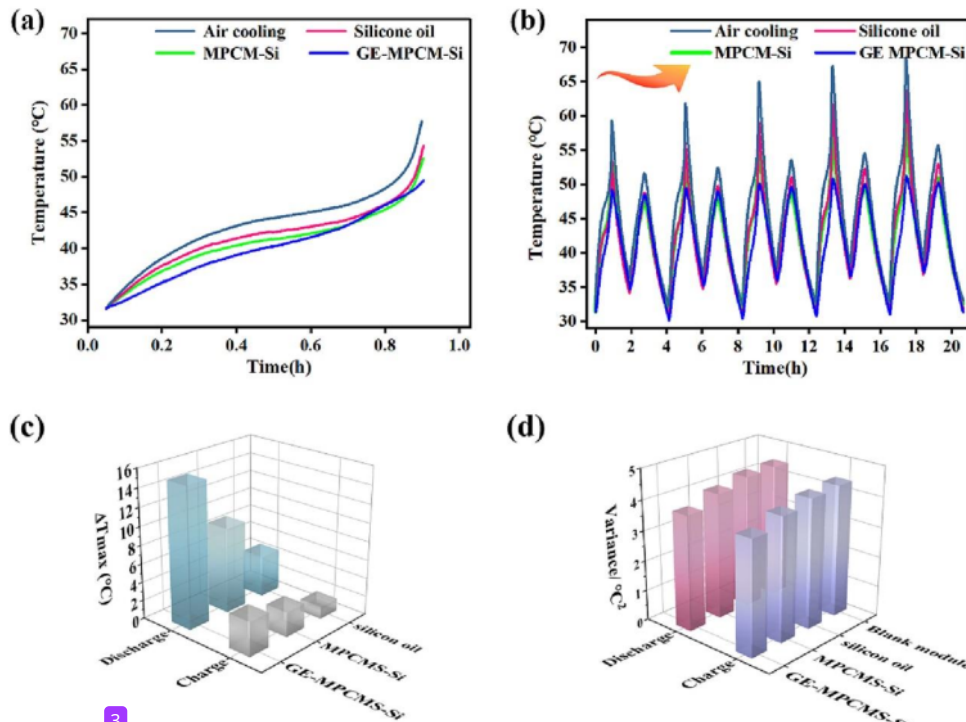 (a)
Air cooling
Silicone oil
MPCM-Si
GE-MPCM-Si
70
65
60
55
50
45
40
35
30
Temperature (°C)
0.0 0.2 0.4 0.6 0.8 1.0
Time(h)
(b)
Air cooling
Silicone oil
MPCM-Si
GE MPCM-Si
70
65
60
55
50
45
40
35
30
Temperature (°C)
0 2 4 6 8 10 12 14 16 18 20
Time(h)
(c)
16
14
12
10
8
6
4
2
0
ΔTmax (°C)
Discharge
Charge
silicon oil
MPCMS-Si
GE-MPCMS-Si
(d)
5
4
3
2
1
0
Variance/ °C²
Discharge
Charge
Blank module
silicon oil
MPCMS-Si
GE-MPCMS-S
3